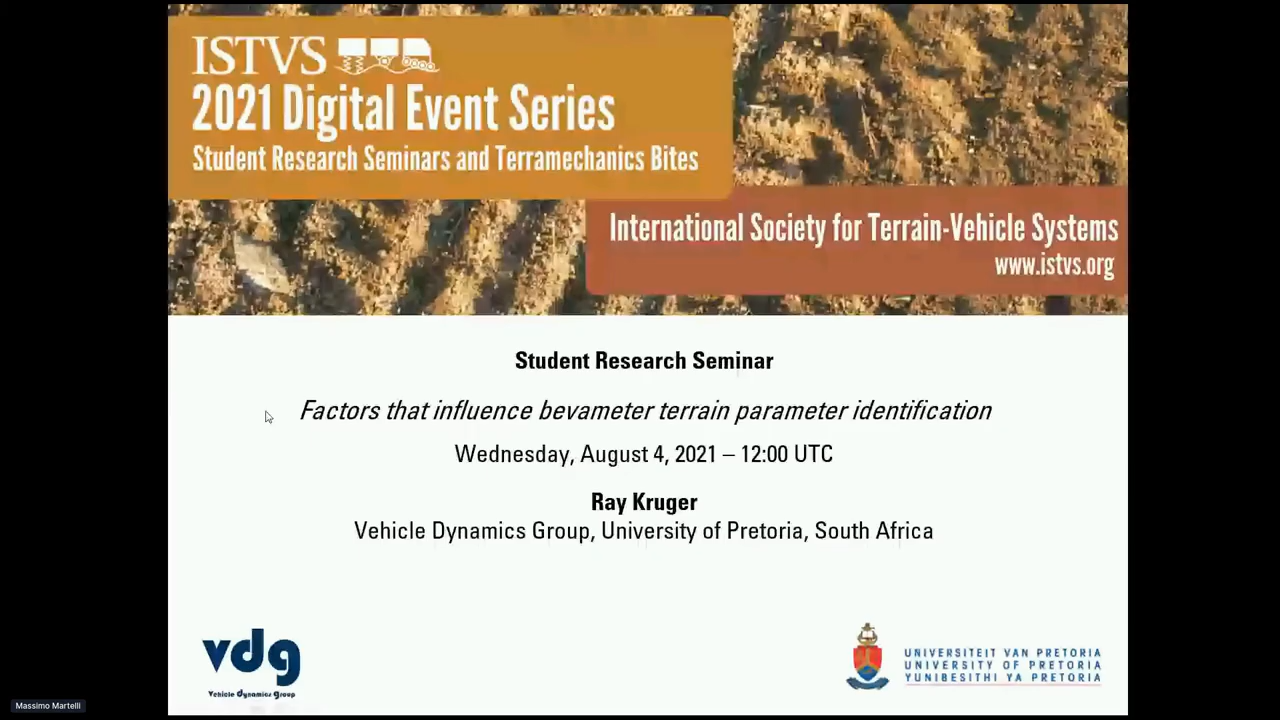 ISTVS
2021 Digital Event Series
Student Research Seminars and Terramechanics Bites
International Society for Terrain-Vehicle Systems
www.istvs.org
Student Research Seminar
Factors that influence bevameter terrain parameter identification
Wednesday, August 4, 2021 – 12:00 UTC
Ray Kruger
Vehicle Dynamics Group, University of Pretoria, South Africa
vdg
Vehicle Dynamics Group
UNIVERSITEIT VAN PRETORIA
UNIVERSITY OF PRETORIA
YUNIBESITHI YA PRETORIA
Massimo Martelli